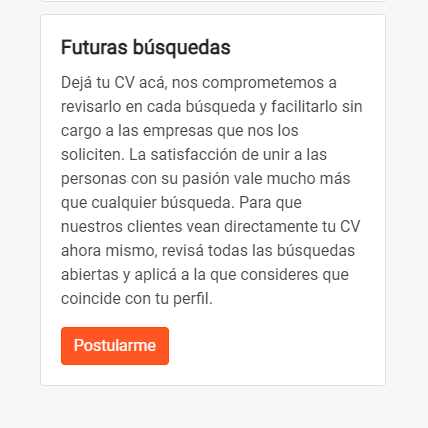 Futuras búsquedas
Dejá tu CV acá, nos comprometemos a
revisarlo en cada búsqueda y facilitarlo sin
cargo a las empresas que nos los
soliciten. La satisfacción de unir a las
personas con su pasión vale mucho más
que cualquier búsqueda. Para que
nuestros clientes vean directamente tu CV
ahora mismo, revisá todas las búsquedas
abiertas y aplicá a la que consideres que
coincide con tu perfil.
Postularme